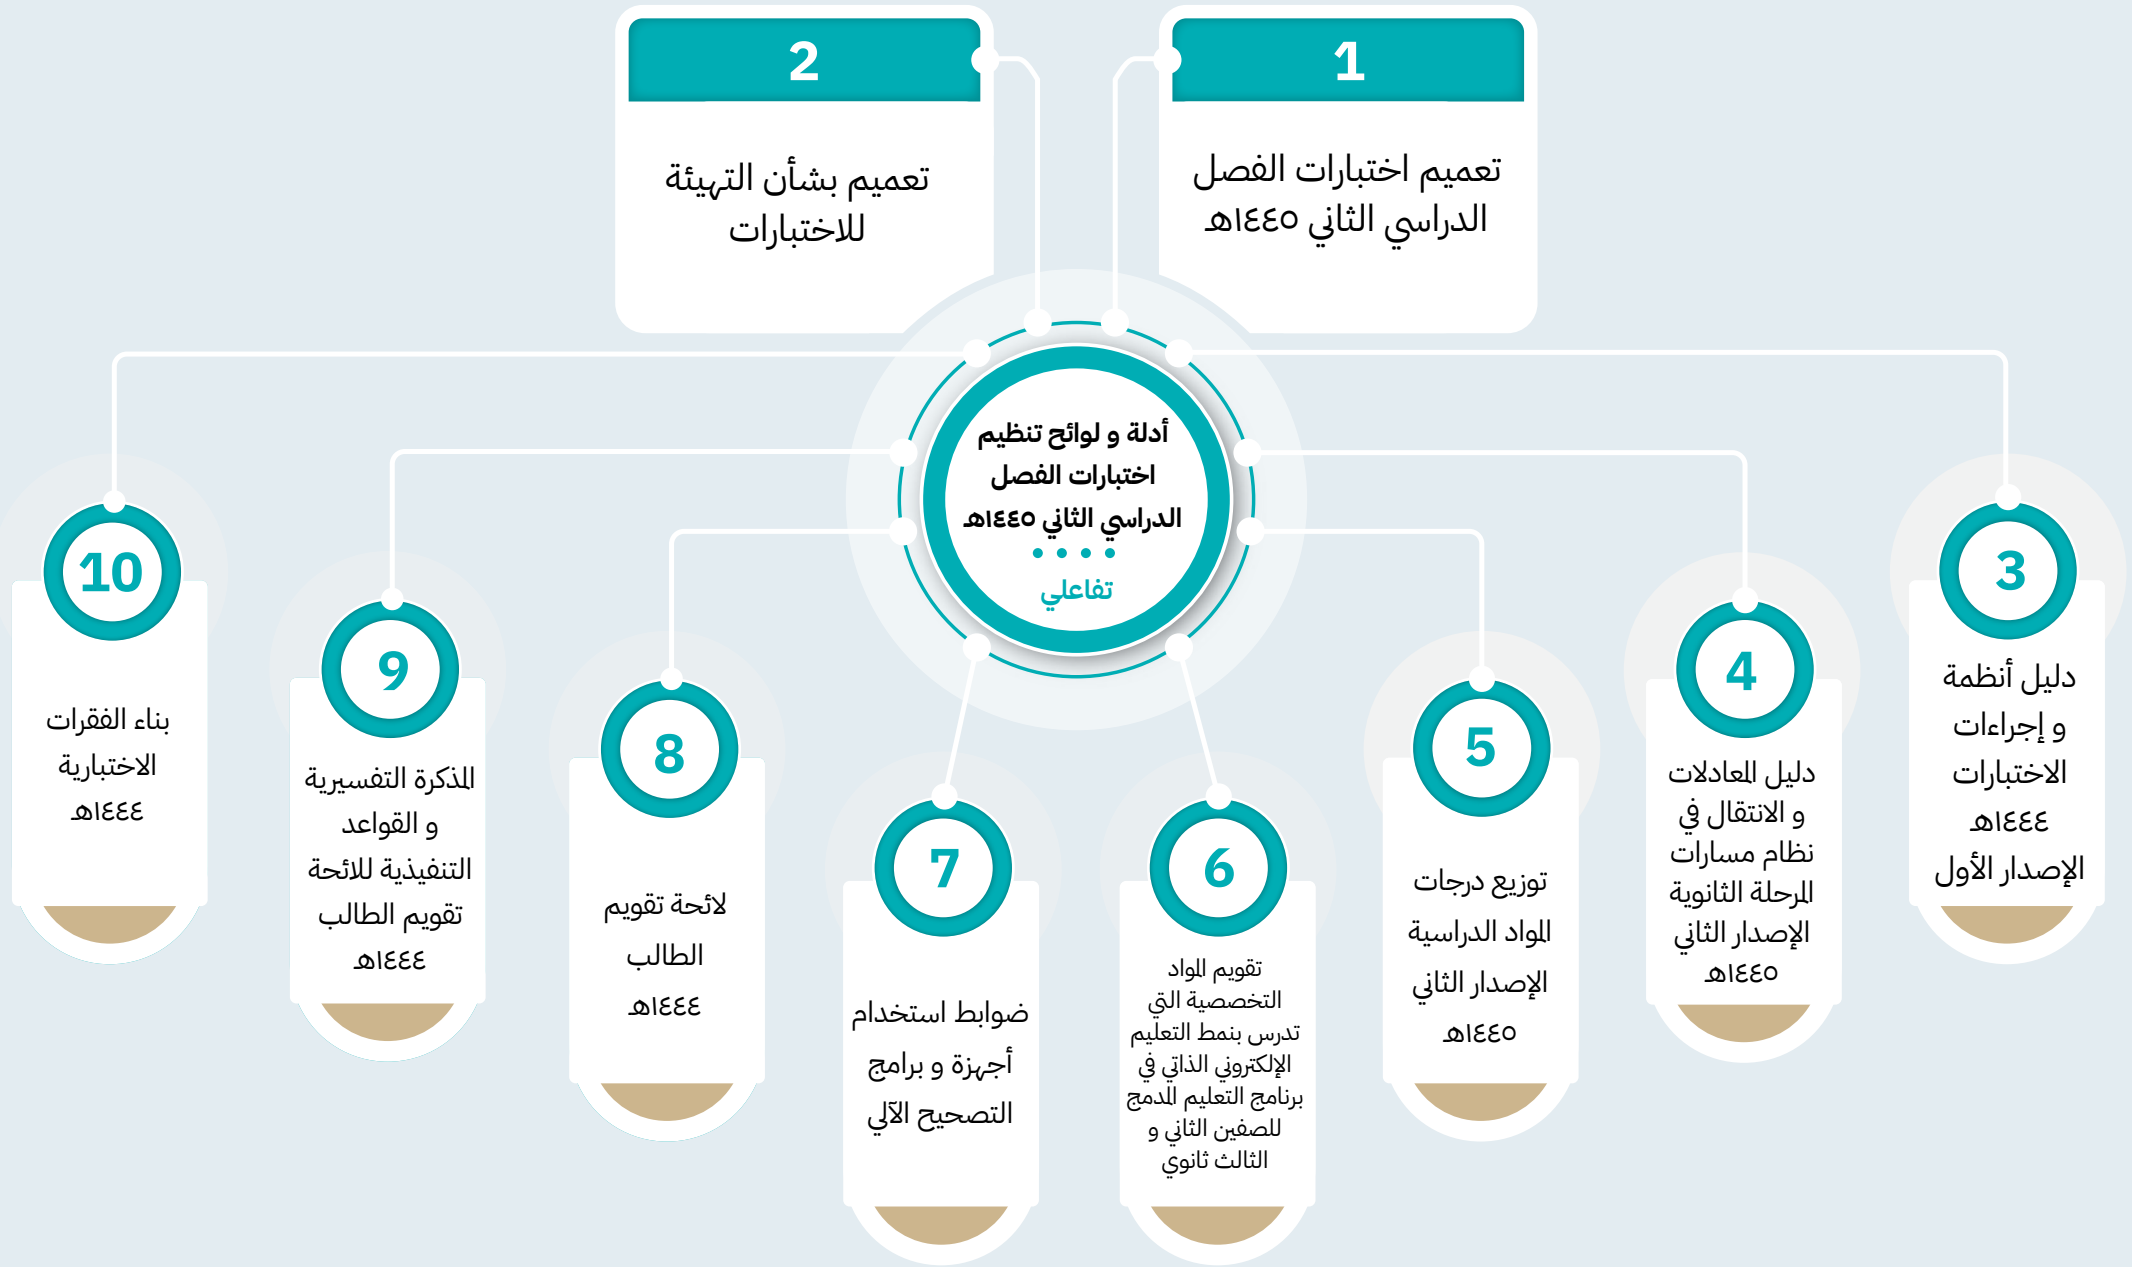 1
تعميم اختبارات الفصل
الدراسي الثاني ١٤٤٥هـ
2
تعميم بشأن التهيئة
للاختبارات
أدلة و لوائح تنظيم
اختبارات الفصل
الدراسي الثاني ١٤٤٥هـ
تفاعلي
3
دليل أنظمة
و إجراءات
الاختبارات
١٤٤٤هـ
الإصدار الأول
4
دليل المعادلات
و الانتقال في
نظام مسارات
المرحلة الثانوية
الإصدار الثاني
١٤٤٥هـ
5
توزيع درجات
المواد الدراسية
الإصدار الثاني
١٤٤٥هـ
6
تقويم المواد
التخصصية التي
تدرس بنمط التعليم
الإلكتروني الذاتي في
برنامج التعليم المدمج
للصفين الثاني و
الثالث ثانوي
7
ضوابط استخدام
أجهزة و برامج
التصحيح الآلي
8
لائحة تقويم
الطالب
١٤٤٤هـ
9
المذكرة التفسيرية
و القواعد
التنفيذية للائحة
تقويم الطالب
١٤٤٤هـ
10
بناء الفقرات
الاختبارية
١٤٤٤هـ